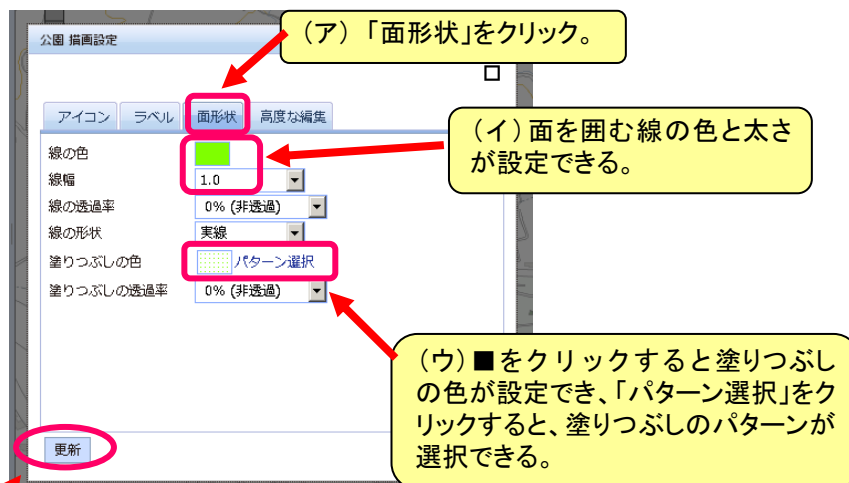 公園 描画設定
(ア) 「面形状」をクリック。
アイコン ラベル 面形状 高度な編集
(イ)面を囲む線の色と太さ
が設定できる。
線の色
線幅 1.0
線の透過率 0% (非透過)
線の形状 実線
塗りつぶしの色 パターン選択
塗りつぶしの透過率 0% (非透過)
(ウ)■をクリックすると塗りつぶし
の色が設定でき、「パターン選択」をク
リックすると、塗りつぶしのパターンが
選択できる。
更新